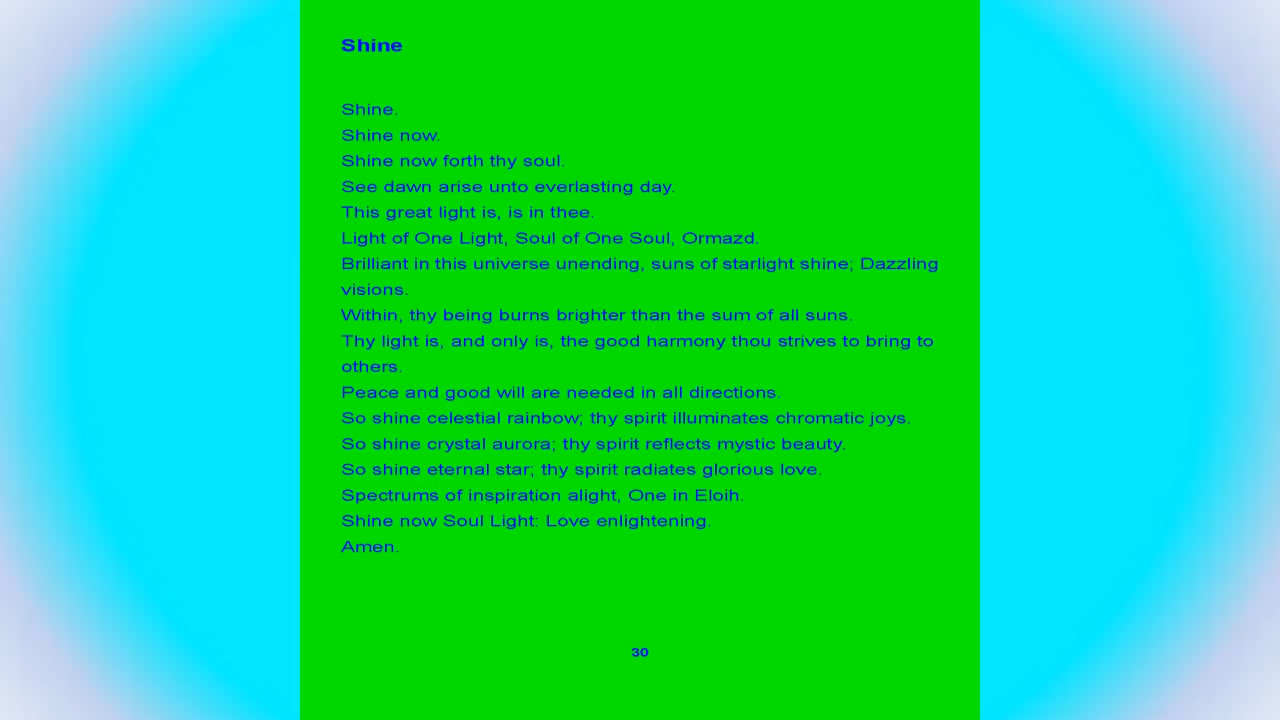 Shine
Shine.
Shine now.
Shine now forth thy soul.
See dawn arise unto everlasting day.
This great light is, is in thee.
Light of One Light, Soul of One Soul, Ormazd.
Brilliant in this universe unending, suns of starlight shine; Dazzling
visions.
Within, thy being burns brighter than the sum of all suns.
Thy light is, and only is, the good harmony thou strives to bring to
others.
Peace and good will are needed in all directions.
So shine celestial rainbow; thy spirit illuminates chromatic joys.
So shine crystal aurora; thy spirit reflects mystic beauty.
So shine eternal star; thy spirit radiates glorious love.
Spectrums of inspiration alight, One in Eloih.
Shine now Soul Light: Love enlightening.
Amen.
30